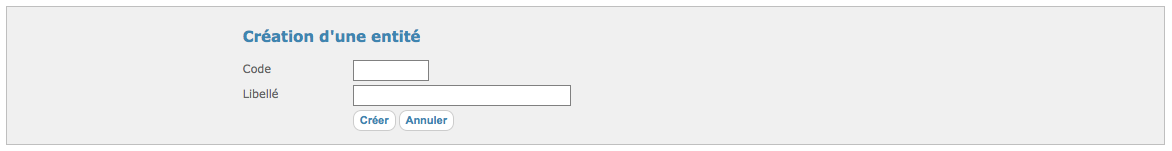 Création d'une entité
Code
Libellé
Créer Annuler